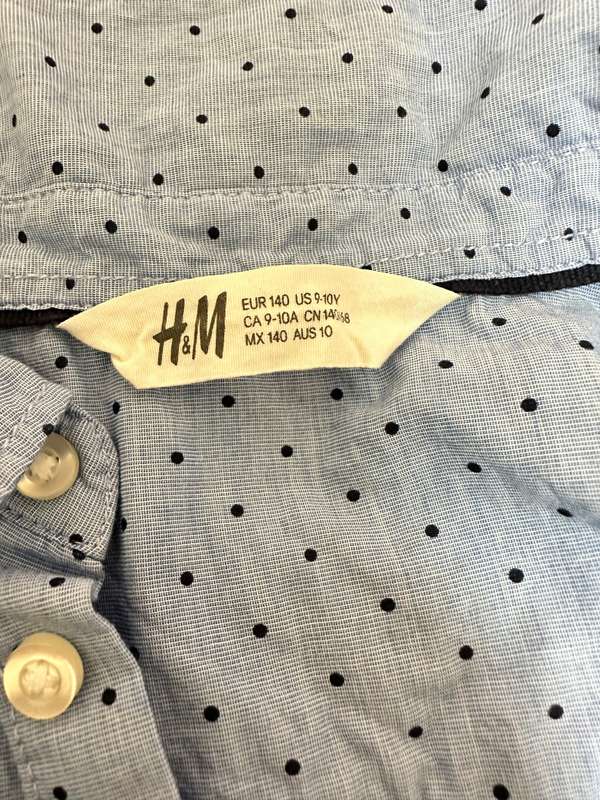 H&M
EUR 140 US 9-10Y
CA 9-10A CN
MX 140 AUS 10